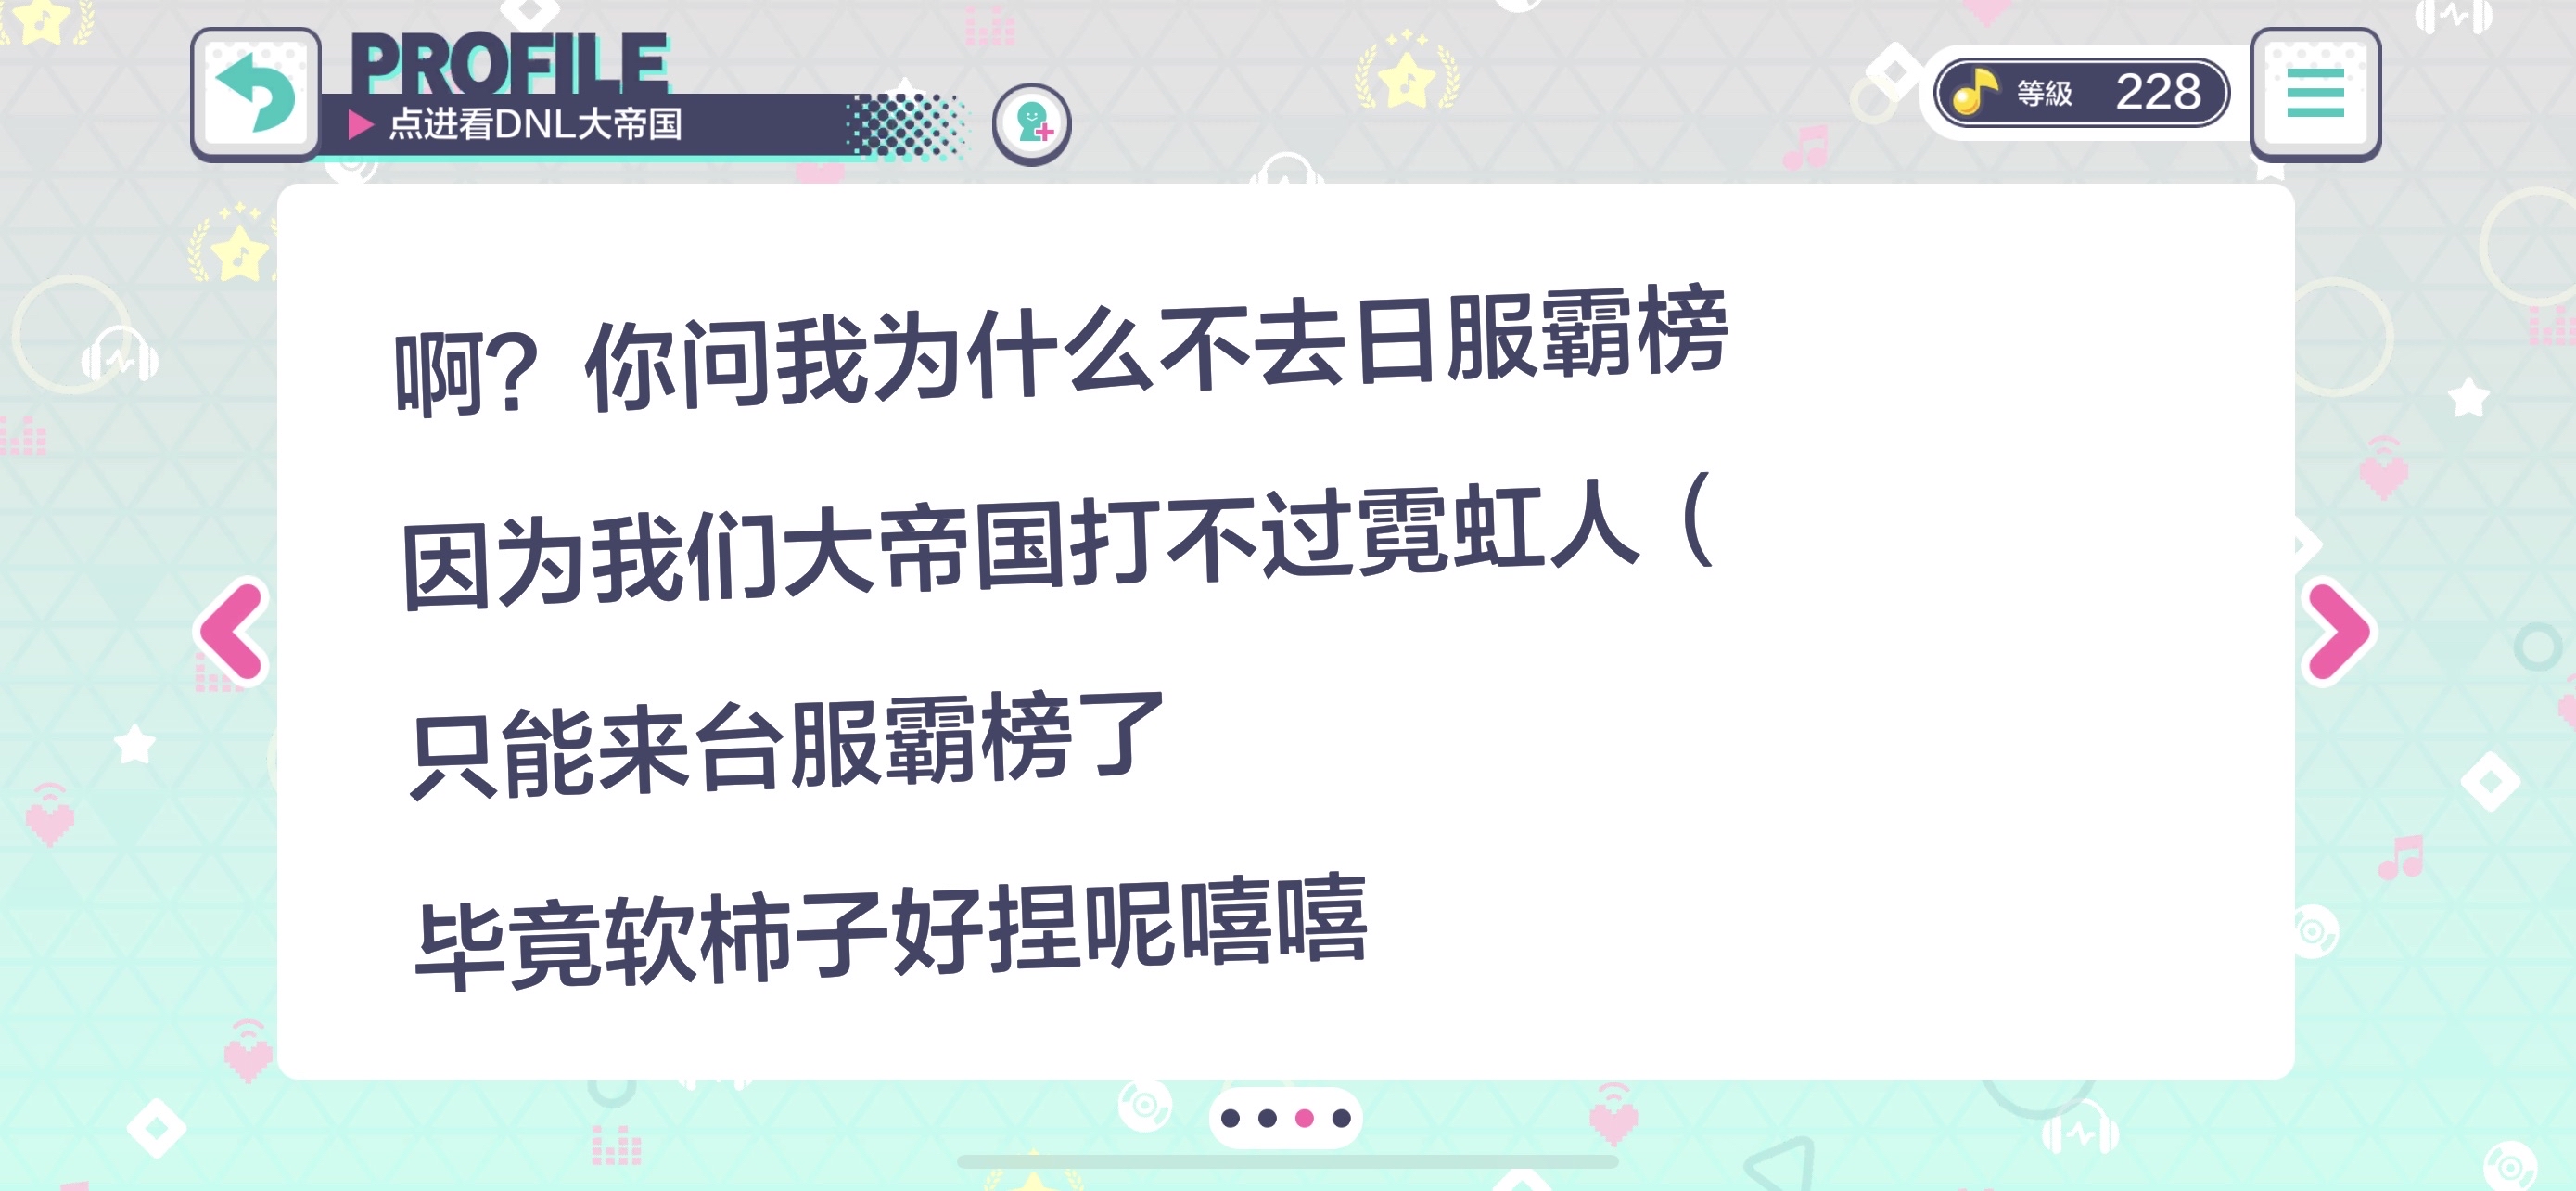 PROFILE
点进看DNL大帝国
等級 228
啊？你问我为什么不去日服霸榜
因为我们大帝国打不过霓虹人（
只能来台服霸榜了
毕竟软柿子好捏呢嘻嘻